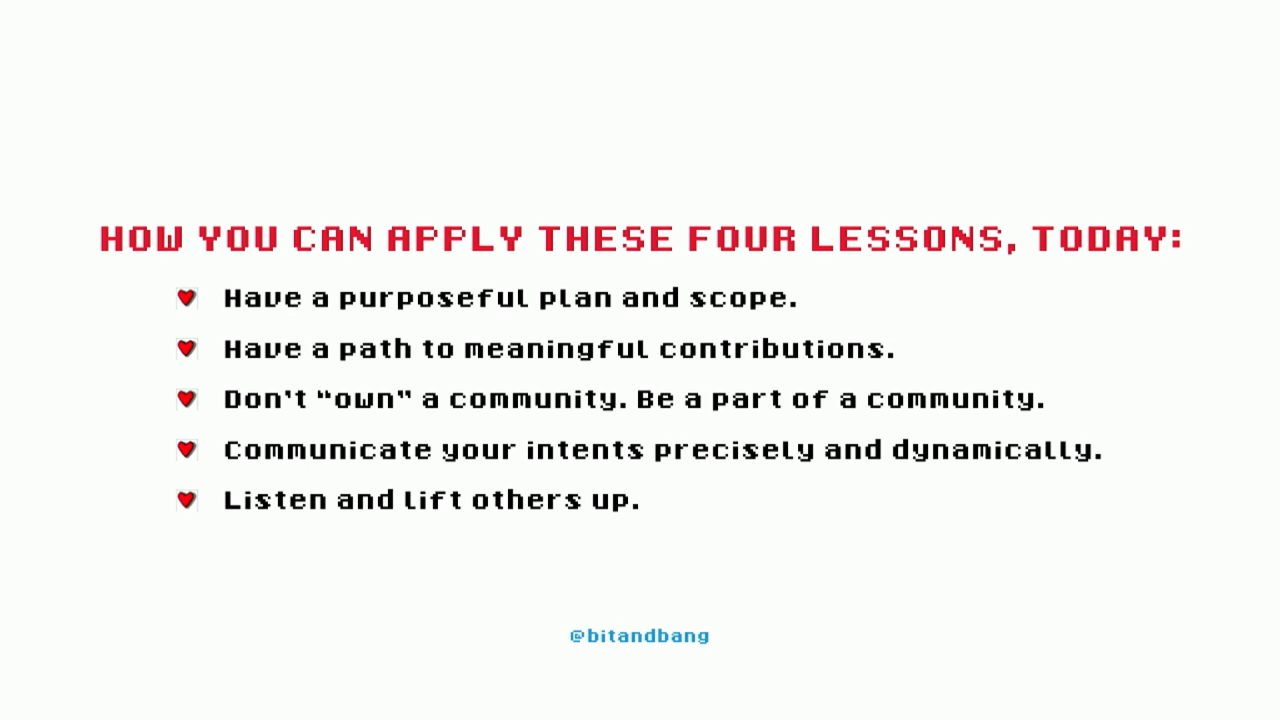 HOW YOU CAN APPLY THESE FOUR LESSONS, TODAY:
Have a purposeful plan and scope.
Have a path to meaningful contributions.
Don't “own” a community. Be a part of a community.
Communicate your intents precisely and dynamically.
Listen and lift others up.
@bitandbang